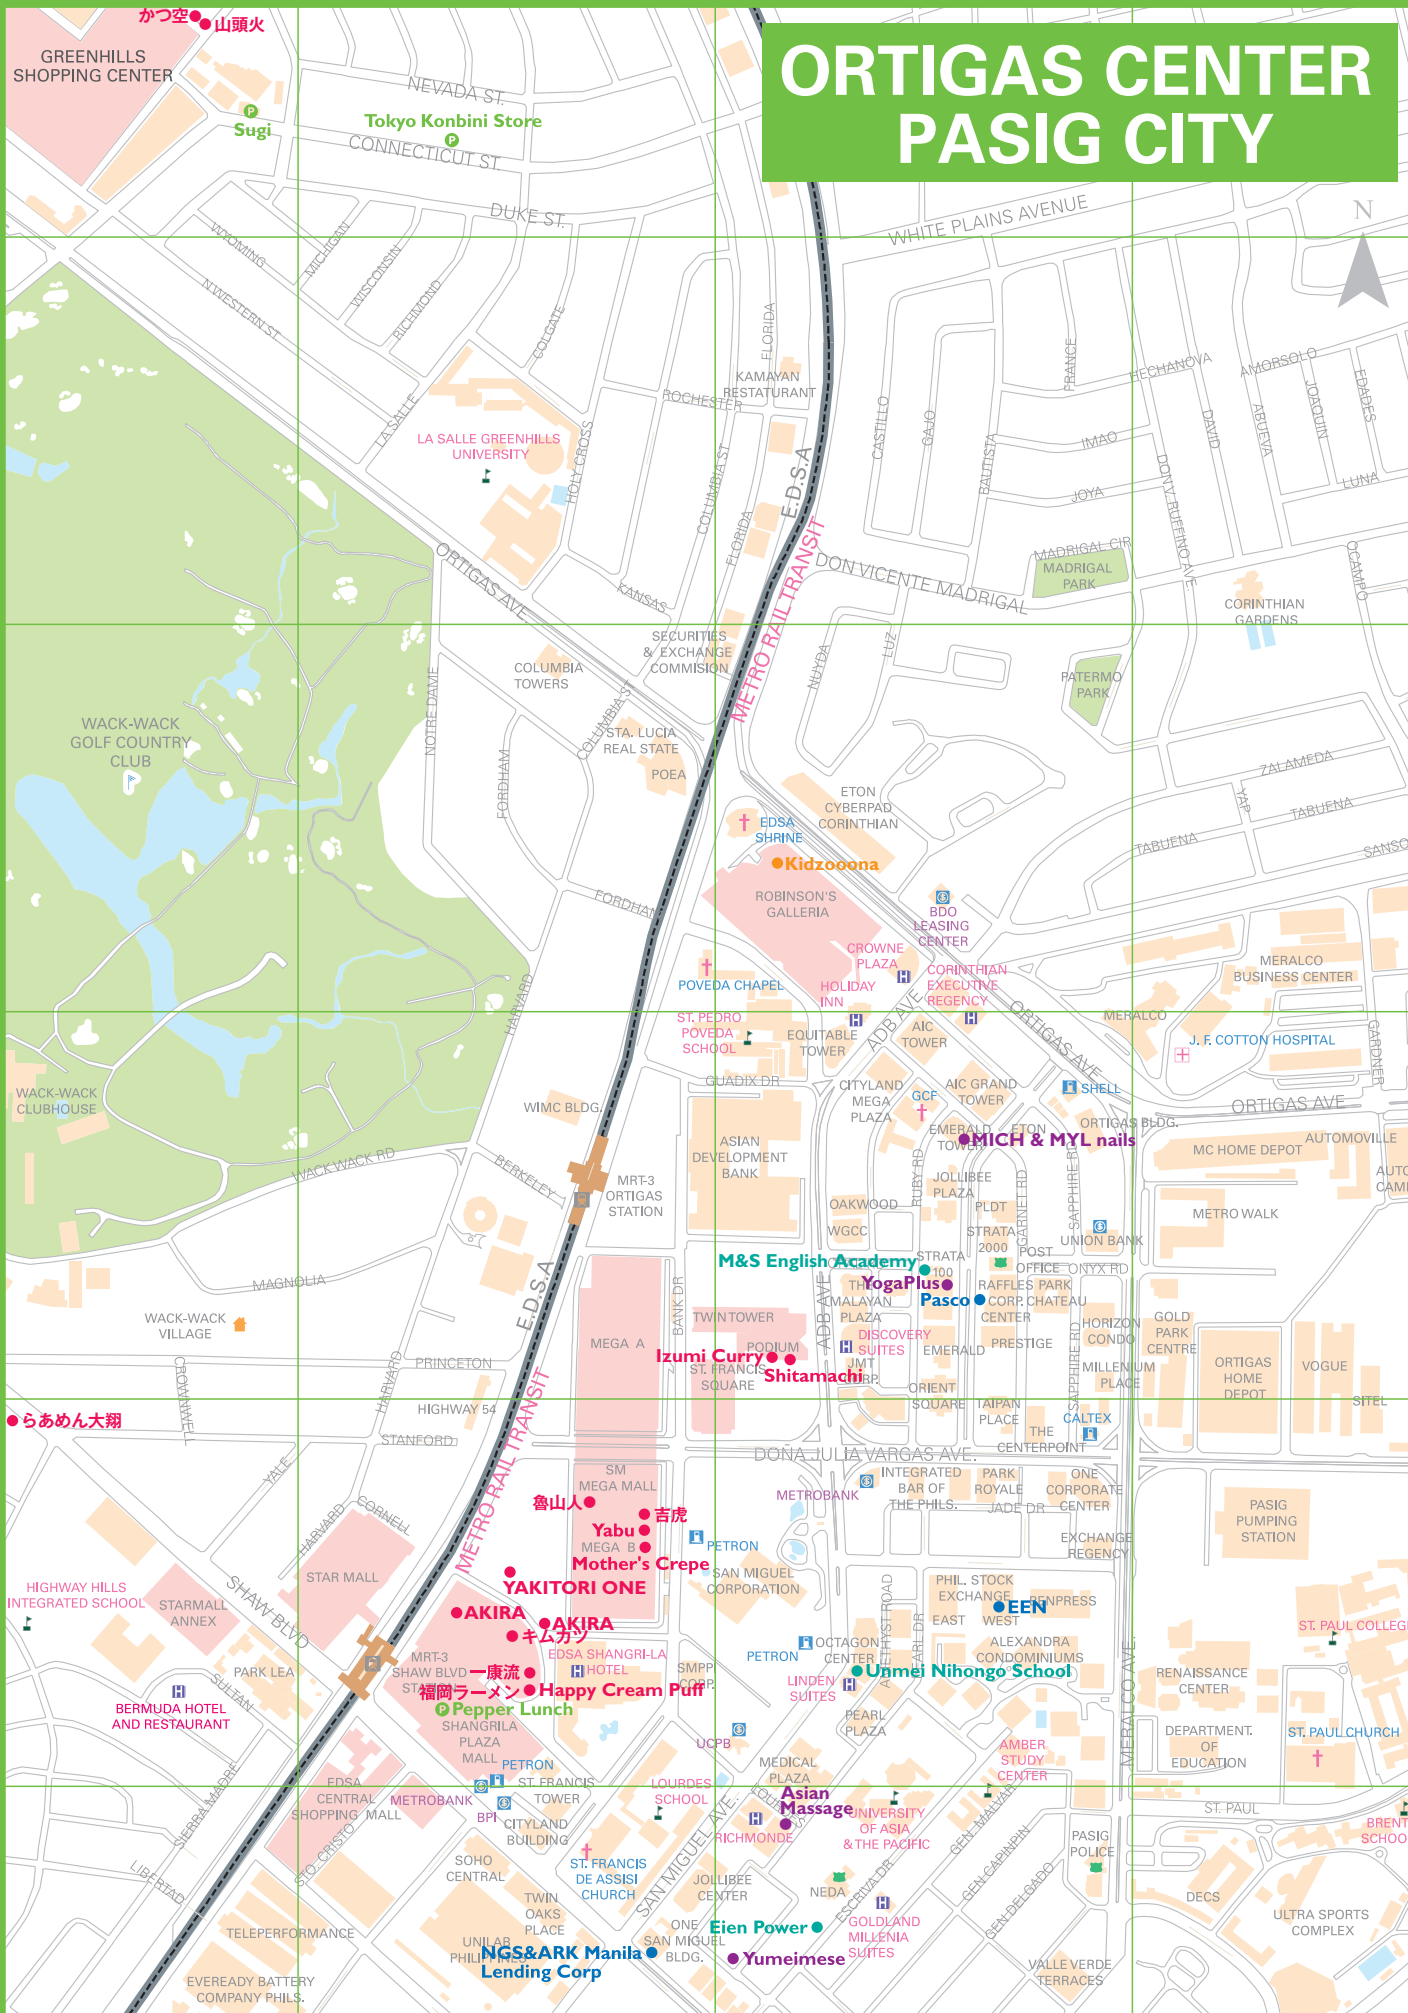 ORTIGAS CENTER
PASIG CITY
N
かつ空
山頭火
GREENHILLS
SHOPPING CENTER
Sugi
Tokyo Konbini Store
NEVADA ST.
CONNECTICUT ST.
DUKE ST.
WHITE PLAINS AVENUE
WYOMING
MICHIGAN
WISCONSIN
RICHMOND
N.WESTERN ST
COLGATE
FLORIDA
KAMAYAN
RESTATURANT
ROCHESTER
LA SALLE
LA SALLE GREENHILLS
UNIVERSITY
HOLY CROSS
COLUMBIA ST
FLORIDA
E.D.S.A
CASTILLO
GAJO
BAUTISTA
FRANCE
HECHANOVA
AMORSOLO
DAVID
ABUEVA
JOAQUIN
EDADES
IMAO
JOYA
LUNA
DON V. RUFFINO AVE.
OCAMPO
MADRIGAL CIR
MADRIGAL
PARK
DON VICENTE MADRIGAL
CORINTHIAN
GARDENS
ORTIGAS AVE.
KANSAS
METRO RAIL TRANSIT
SECURITIES
& EXCHANGE
COMMISION
COLUMBIA
TOWERS
COLUMBIA ST
NOTRE DAME
FORDHAM
STA. LUCIA
REAL STATE
POEA
NUYDA
LUZ
PATERMO
PARK
WACK-WACK
GOLF COUNTRY
CLUB
ZALAMEDA
YAP
TABUENA
TABUENA
SANSO
ETON
CYBERPAD
CORINTHIAN
EDSA
SHRINE
Kidzooona
ROBINSON'S
GALLERIA
FORDHAM
BDO
LEASING
CENTER
CROWNE
PLAZA
HOLIDAY
INN
CORINTHIAN
EXECUTIVE
REGENCY
MERALCO
BUSINESS CENTER
POVEDA CHAPEL
HARVARD
ST. PEDRO
POVEDA
SCHOOL
EQUITABLE
TOWER
ADB AVE
AIC
TOWER
ORTIGAS AVE
MERALCO
J. F. COTTON HOSPITAL
GARDNER
WACK-WACK
CLUBHOUSE
WIMC BLDG.
GUADIX DR
CITYLAND
MEGA
PLAZA
GCF
AIC GRAND
TOWER
SHELL
ORTIGAS AVE
ORTIGAS BLDG.
EMERALD
TOWER
ETON
MICH & MYL nails
MC HOME DEPOT
AUTOMOVILLE
WACK WACK RD
BERKELEY
MRT-3
ORTIGAS
STATION
ASIAN
DEVELOPMENT
BANK
RUBY RD
JOLLIBEE
PLAZA
GARNET RD
SAPPHIRE RD
OAKWOOD
WGCC
PLDT
STRATA
2000
METRO WALK
UNION BANK
M&S English Academy
STRATA
100
POST
OFFICE
ONYX RD
YogaPlus
MALAYAN
PLAZA
Pasco
RAFFLES
CORP.
CENTER
PARK
CHATEAU
MAGNOLIA
WACK-WACK
VILLAGE
E.D.S.A
MEGA A
BANK DR
TWIN TOWER
PODIUM
ADB AVE
DISCOVERY
SUITES
EMERALD
PRESTIGE
HORIZON
CONDO
GOLD
PARK
CENTRE
Izumi Curry
Shitamachi
ST. FRANCIS
SQUARE
MILLENIUM
PLACE
SAPPHIRE RD
ORTIGAS
HOME
DEPOT
VOGUE
SITEL
PRINCETON
CROWNWELL
HARVARD
HIGHWAY 54
ORIENT
SQUARE
TAIPAN
PLACE
CALTEX
らあめん大翔
STANFORD
THE
CENTERPOINT
DOÑA JULIA VARGAS AVE.
YALE
SM
MEGA MALL
METROBANK
INTEGRATED
BAR OF
THE PHILS.
PARK
ROYALE
ONE
CORPORATE
CENTER
JADE DR
HARVARD
CORNELL
METRO RAIL TRANSIT
魯山人
吉虎
Yabu
MEGA B
Mother's Crepe
PETRON
EXCHANGE
REGENCY
PASIG
PUMPING
STATION
SHAW BLVD
STAR MALL
YAKITORI ONE
SAN MIGUEL
CORPORATION
PHIL. STOCK
EXCHANGE
EAST
WEST
BENPRESS
EEN
HIGHWAY HILLS
INTEGRATED SCHOOL
STARMALL
ANNEX
AKIRA
AKIRA
キムカツ
AMETHYST ROAD
PEARL DR
ST. PAUL COLLEGE
EDSA SHANGRI-LA
HOTEL
PETRON
OCTAGON
CENTER
ALEXANDRA
CONDOMINIUMS
MERALCO AVE.
MRT-3
SHAW BLVD
STATION
一康流
福岡ラーメン
Happy Cream Puff
SMPP
CORP.
Unmei Nihongo School
LINDEN
SUITES
RENAISSANCE
CENTER
PARK LEA
SULTAN
BERMUDA HOTEL
AND RESTAURANT
Pepper Lunch
SHANGRILA
PLAZA
MALL
PEARL
PLAZA
UCPB
DEPARTMENT.
OF
EDUCATION
ST. PAUL CHURCH
PETRON
MEDICAL
PLAZA
AMBER
STUDY
CENTER
EDSA
CENTRAL
SHOPPING MALL
METROBANK
BPI
ST. FRANCIS
TOWER
LOURDES
SCHOOL
Asian
Massage
UNIVERSITY
OF ASIA
& THE PACIFIC
ST. PAUL
SIERRA MADRE
STO. CRISTO
LIBERTAD
CITYLAND
BUILDING
SAN MIGUEL AVE.
RICHMONDE
GEN. MALVAR
GEN. CAPINPIN
GEN DELGADO
PASIG
POLICE
SOHO
CENTRAL
ST. FRANCIS
DE ASSISI
CHURCH
JOLLIBEE
CENTER
NEDA
ESCRIVA DR
DECS
TWIN
OAKS
PLACE
TELEPERFORMANCE
ONE
SAN MIGUEL
BLDG.
Eien Power
GOLDLAND
MILLENIA
SUITES
ULTRA SPORTS
COMPLEX
NGS&ARK Manila
Lending Corp
Yumeimese
VALLE VERDE
TERRACES
EVEREADY BATTERY
COMPANY PHILS.